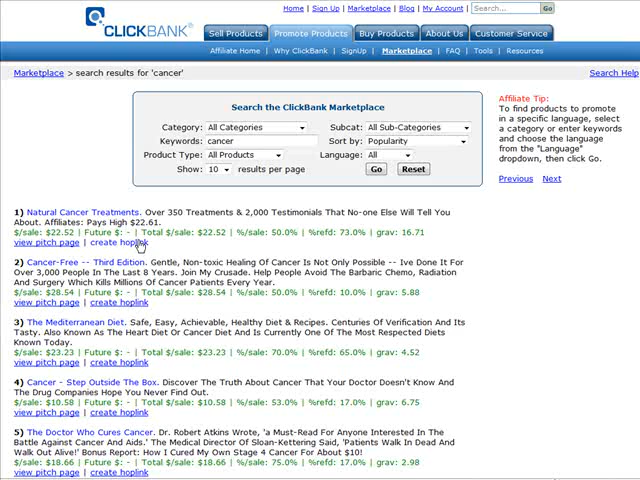 Home | Sign Up | Marketplace | Blog | My Account | Search... Go
CLICKBANK®
Sell Products Promote Products Buy Products About Us Customer Service
Affiliate Home | Why ClickBank | SignUp | Marketplace | FAQ | Tools | Resources
Marketplace > search results for 'cancer' Search Help
Search the ClickBank Marketplace
Category: All Categories Subcat: All Sub-Categories
Keywords: cancer Sort by: Popularity
Product Type: All Products Language: All
Show: 10 results per page Go Reset
Affiliate Tip:
To find products to promote
in a specific language, select
a category or enter keywords
and choose the language
from the "Language"
dropdown, then click Go.
Previous Next
1) Natural Cancer Treatments. Over 350 Treatments & 2,000 Testimonials That No-one Else Will Tell You
About. Affiliates: Pays High $22.61.
$/sale: $22.52 | Future $: - | Total $/sale: $22.52 | %/sale: 50.0% | %refd: 73.0% | grav: 16.71
view pitch page | create hoplink
2) Cancer-Free -- Third Edition. Gentle, Non-toxic Healing Of Cancer Is Not Only Possible -- Ive Done It For
Over 3,000 People In The Last 8 Years. Join My Crusade. Help People Avoid The Barbaric Chemo, Radiation
And Surgery Which Kills Millions Of Cancer Patients Every Year.
$/sale: $28.54 | Future $: - | Total $/sale: $28.54 | %/sale: 50.0% | %refd: 10.0% | grav: 5.88
view pitch page | create hoplink
3) The Mediterranean Diet. Safe, Easy, Achievable, Healthy Diet & Recipes. Centuries Of Verification And Its
Tasty. Also Known As The Heart Diet Or Cancer Diet And Is Currently One Of The Most Respected Diets
Known Today.
$/sale: $23.23 | Future $: - | Total $/sale: $23.23 | %/sale: 70.0% | %refd: 65.0% | grav: 4.52
view pitch page | create hoplink
4) Cancer - Step Outside The Box. Discover The Truth About Cancer That Your Doctor Doesn't Know And
The Drug Companies Hope You Never Find Out.
$/sale: $10.58 | Future $: - | Total $/sale: $10.58 | %/sale: 53.0% | %refd: 17.0% | grav: 6.75
view pitch page | create hoplink
5) The Doctor Who Cures Cancer. Dr. Robert Atkins Wrote, 'a Must-Read For Anyone Interested In The
Battle Against Cancer And Aids.' The Medical Director Of Sloan-Kettering Said, 'Patients Walk In Dead And
Walk Out Alive!' Bonus Report: How I Cured My Own Stage 4 Cancer For About $10!
$/sale: $18.66 | Future $: - | Total $/sale: $18.66 | %/sale: 75.0% | %refd: 17.0% | grav: 2.98
view pitch page | create hoplink